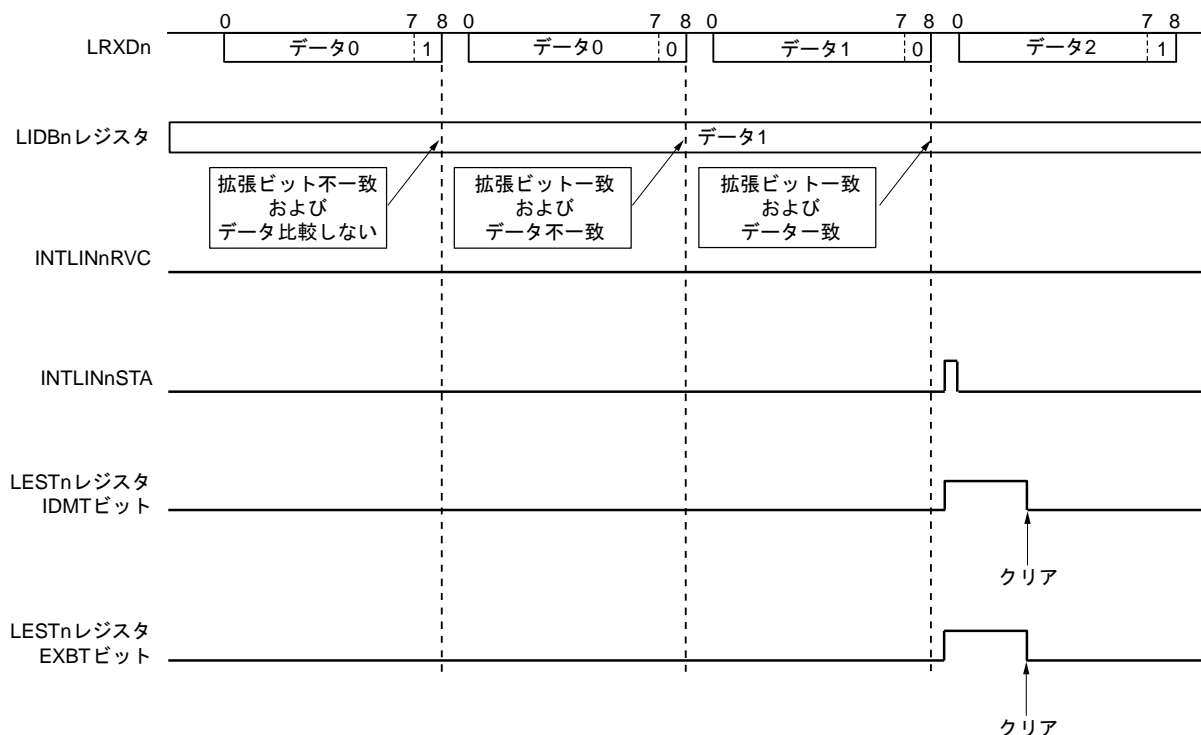 0 7 8 0 7 8 0 7 8 0 7 8
LRXDn データ0 1 データ0 0 データ1 0 データ2 1
LIDBnレジスタ データ1
拡張ビット不一致
および
データ比較しない
拡張ビット一致
および
データ不一致
拡張ビット一致
および
データ一致
INTLINnRVC
INTLINnSTA
LESTnレジスタ
IDMTビット
クリア
LESTnレジスタ
EXBTビット
クリア